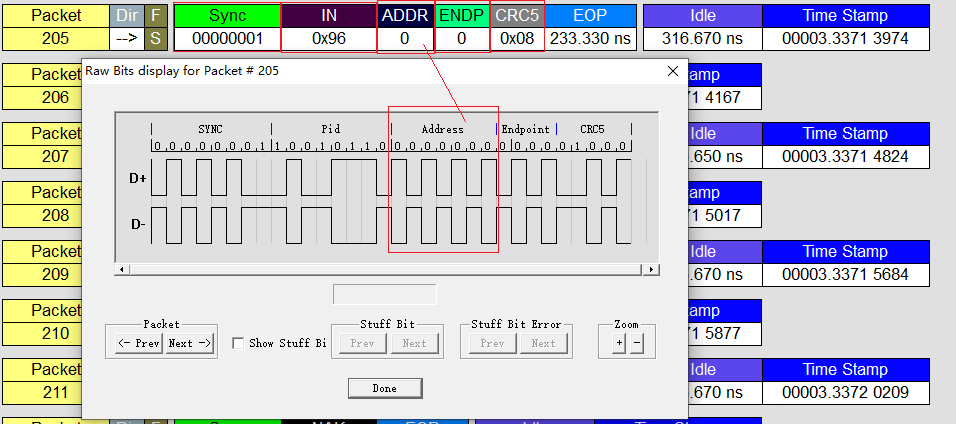 Packet Dir F Sync IN ADDR ENDP CRC5 EOP Idle Time Stamp
205 --> S 00000001 0x96 0 0 0x08 233.330 ns 316.670 ns 00003.3371 3974
Raw Bits display for Packet # 205
Packet
206
amp
71 4167
Packet
207
Idle Time Stamp
.650 ns 00003.3371 4824
Packet
208
amp
71 5017
Packet
209
Idle Time Stamp
.670 ns 00003.3371 5684
Packet
210
amp
71 5877
Packet
211
Idle Time Stamp
.670 ns 00003.3372 0209
SYNC Pid Address Endpoint CRC5
0 0 0 0 0 0 0 1 1 0 0 1 0 1 1 0 0 0 0 0 0 0 0 0 0 0 0 0 1 0 0 0
D+
D-
Packet
<- Prev Next ->
Show Stuff Bi
Stuff Bit
Prev Next
Stuff Bit Error
Prev Next
Zoom
+ -
Done